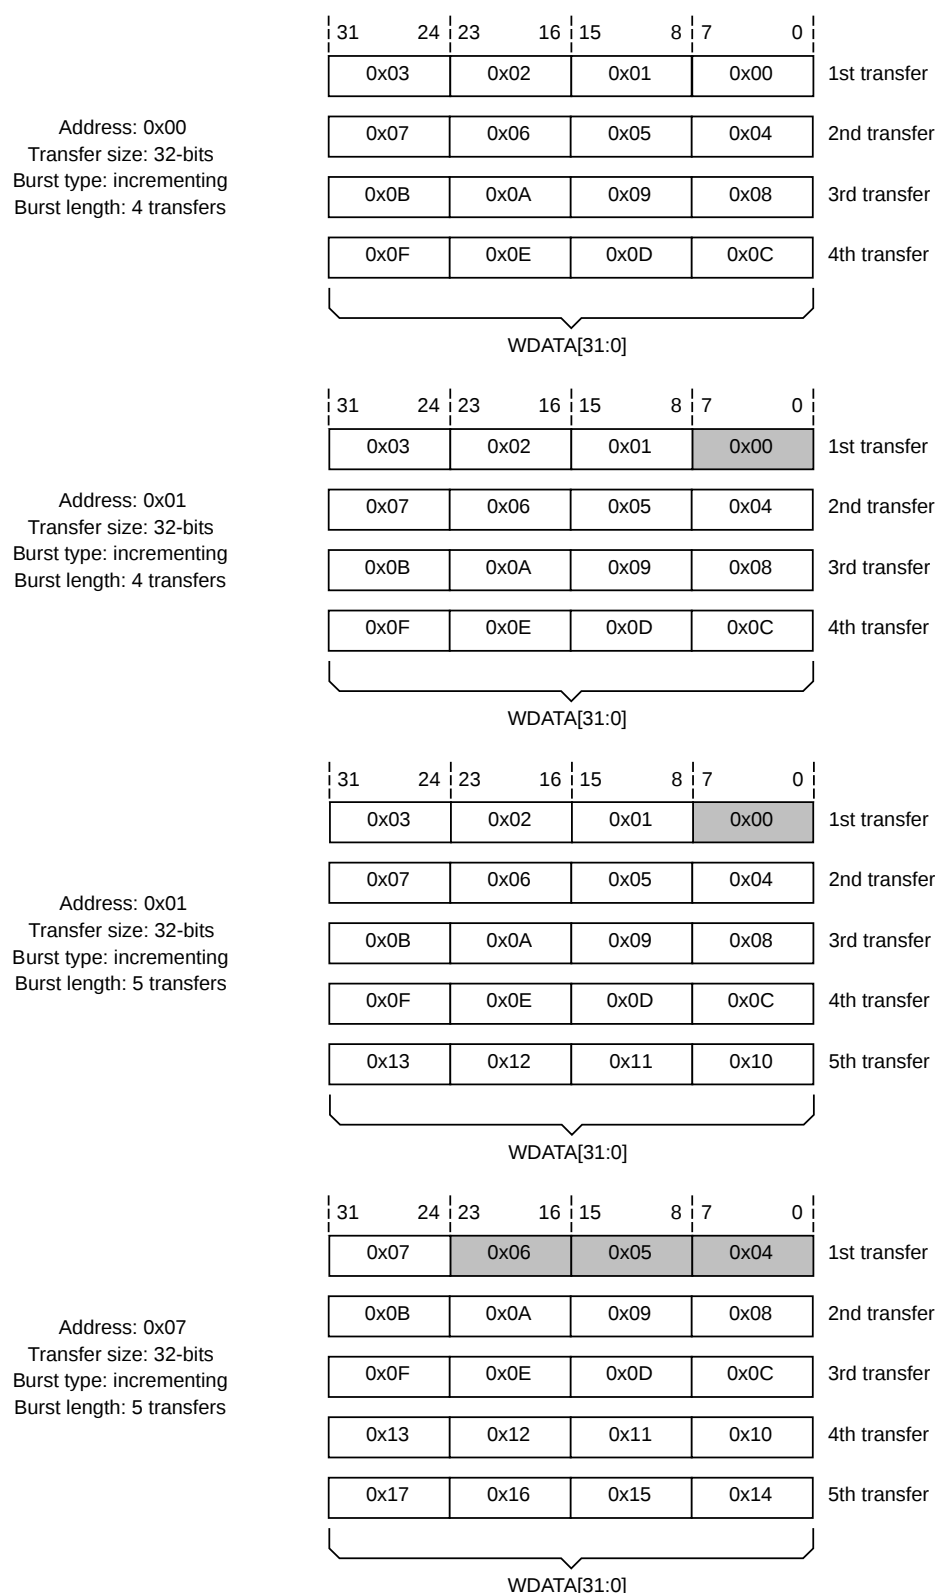 31 24 23 16 15 8 7 0
0x03 0x02 0x01 0x00 1st transfer
Address: 0x00
Transfer size: 32-bits
Burst type: incrementing
Burst length: 4 transfers
0x07 0x06 0x05 0x04 2nd transfer
0x0B 0x0A 0x09 0x08 3rd transfer
0x0F 0x0E 0x0D 0x0C 4th transfer
WDATA[31:0]
31 24 23 16 15 8 7 0
0x03 0x02 0x01 0x00 1st transfer
Address: 0x01
Transfer size: 32-bits
Burst type: incrementing
Burst length: 4 transfers
0x07 0x06 0x05 0x04 2nd transfer
0x0B 0x0A 0x09 0x08 3rd transfer
0x0F 0x0E 0x0D 0x0C 4th transfer
WDATA[31:0]
31 24 23 16 15 8 7 0
0x03 0x02 0x01 0x00 1st transfer
0x07 0x06 0x05 0x04 2nd transfer
Address: 0x01
Transfer size: 32-bits
Burst type: incrementing
Burst length: 5 transfers
0x0B 0x0A 0x09 0x08 3rd transfer
0x0F 0x0E 0x0D 0x0C 4th transfer
0x13 0x12 0x11 0x10 5th transfer
WDATA[31:0]
31 24 23 16 15 8 7 0
0x07 0x06 0x05 0x04 1st transfer
0x0B 0x0A 0x09 0x08 2nd transfer
Address: 0x07
Transfer size: 32-bits
Burst type: incrementing
Burst length: 5 transfers
0x0F 0x0E 0x0D 0x0C 3rd transfer
0x13 0x12 0x11 0x10 4th transfer
0x17 0x16 0x15 0x14 5th transfer
WDATA[31:0]